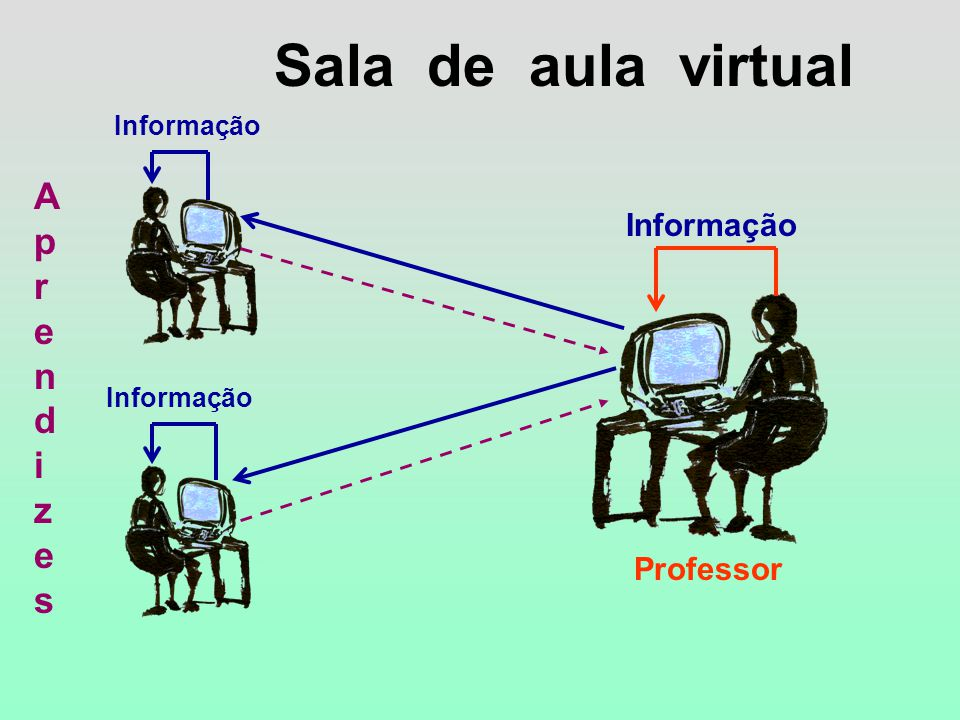 Sala de aula virtual
Informação
A
p
r
e
n
d
i
z
e
s
Informação
Informação
Professor